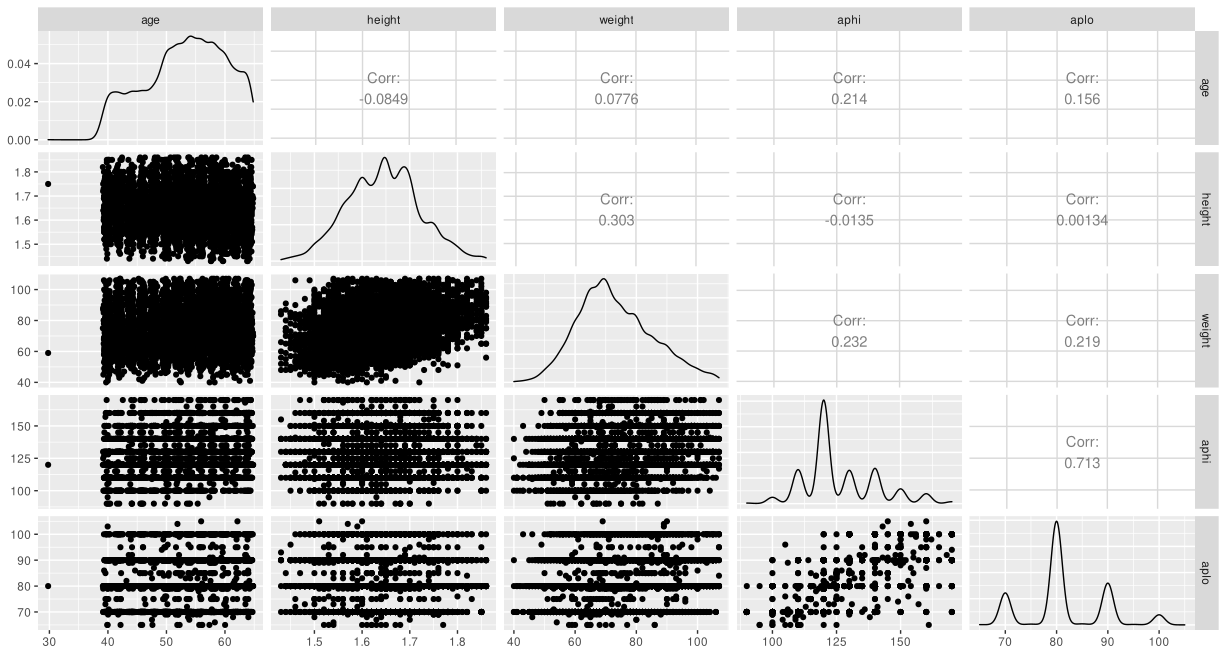 age height weight aphi aplo
0.04
0.02
0.00
Corr:
-0.0849
Corr:
0.0776
Corr:
0.214
Corr:
0.156
age
1.8
1.7
1.6
1.5
Corr:
0.303
Corr:
-0.0135
Corr:
0.00134
height
100
80
60
40
Corr:
0.232
Corr:
0.219
weight
150
125
100
Corr:
0.713
aphi
100
90
80
70
aplo
30 40 50 60 1.5 1.6 1.7 1.8 40 60 80 100 100 125 150 70 80 90 100